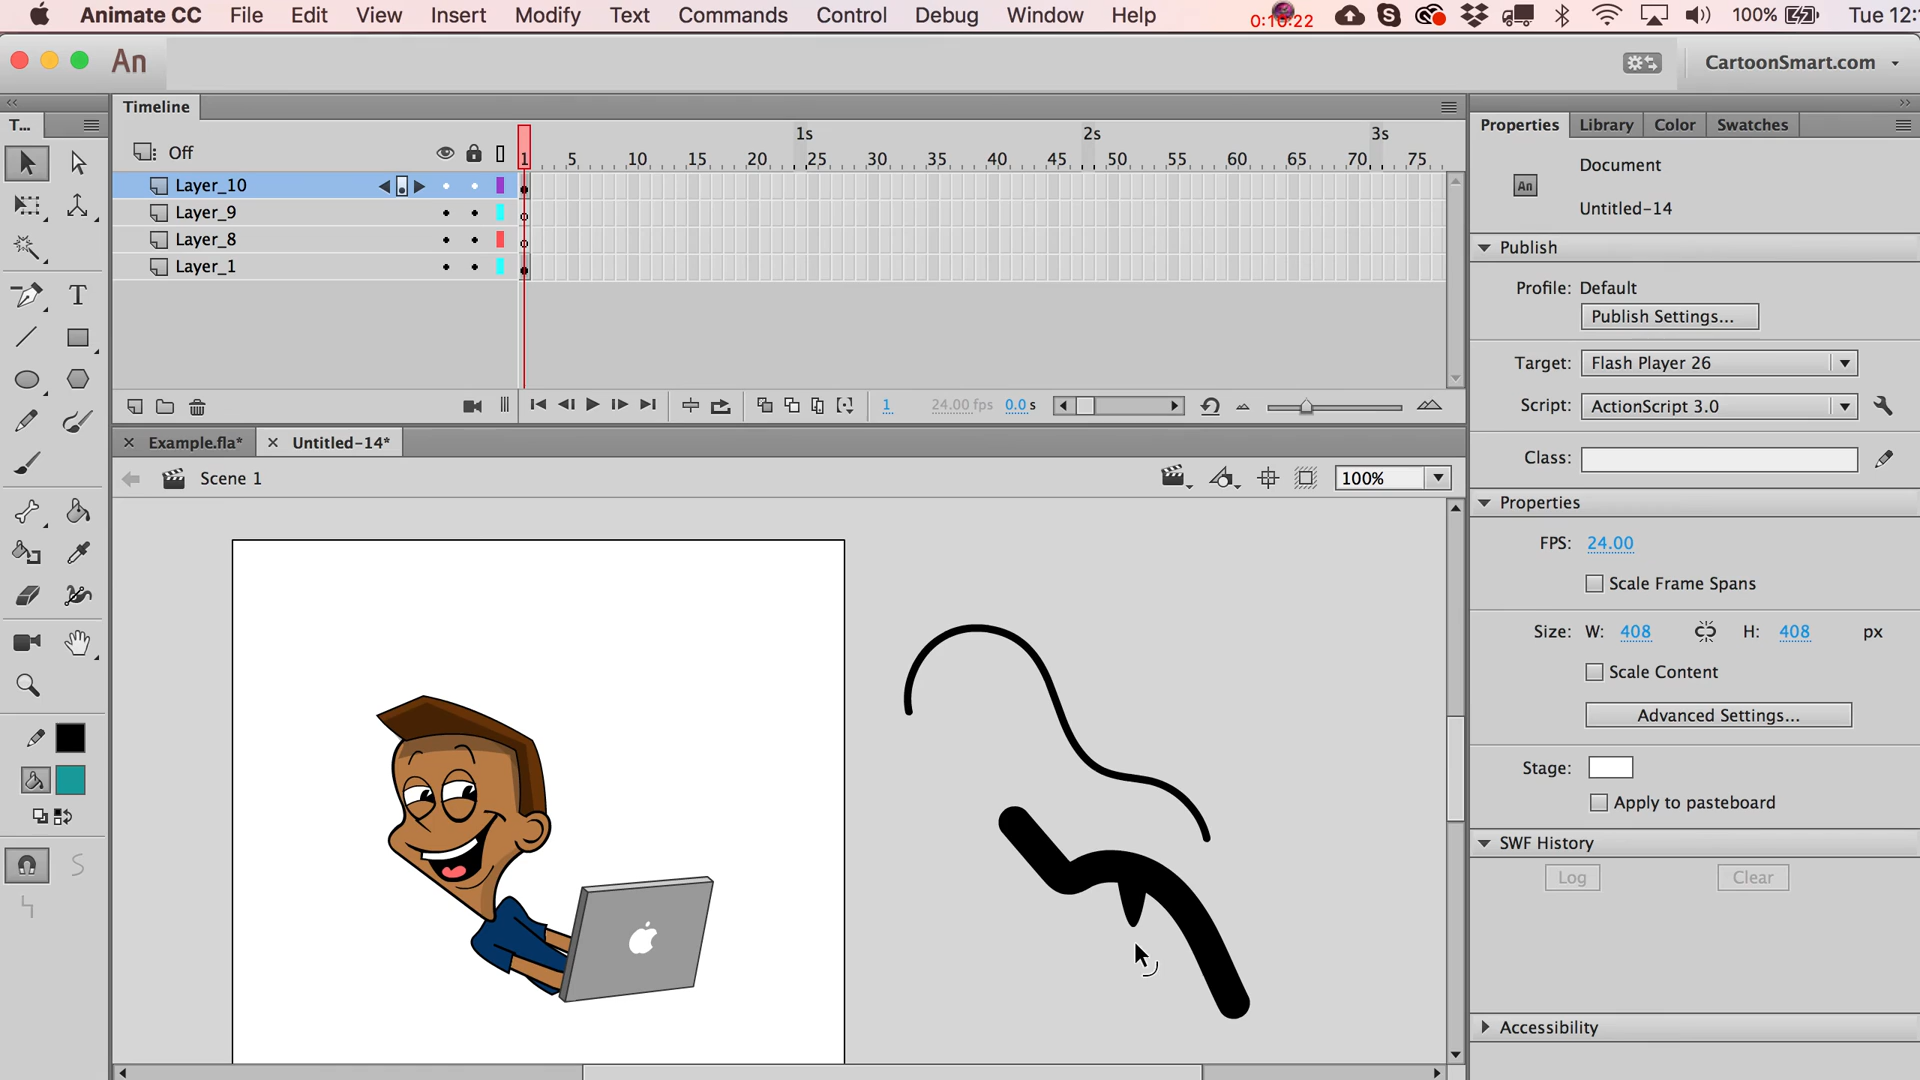 Animate CC File Edit View Insert Modify Text Commands Control Debug Window Help 0:10:22 100% Tue 12:
An CartoonSmart.com
Timeline
T... Properties Library Color Swatches
1s 2s 3s
Off 1 5 10 15 20 25 30 35 40 45 50 55 60 65 70 75
Layer_10
Layer_9
Layer_8
Layer_1
1 24.00 fps 0.0 s
Example.fla* Untitled-14*
Scene 1 100%
Document
An
Untitled-14
Publish
Profile: Default
Publish Settings...
Target: Flash Player 26
Script: ActionScript 3.0
Class:
Properties
FPS: 24.00
Scale Frame Spans
Size: W: 408 H: 408 px
Scale Content
Advanced Settings...
Stage:
Apply to pasteboard
SWF History
Log Clear
Accessibility
T